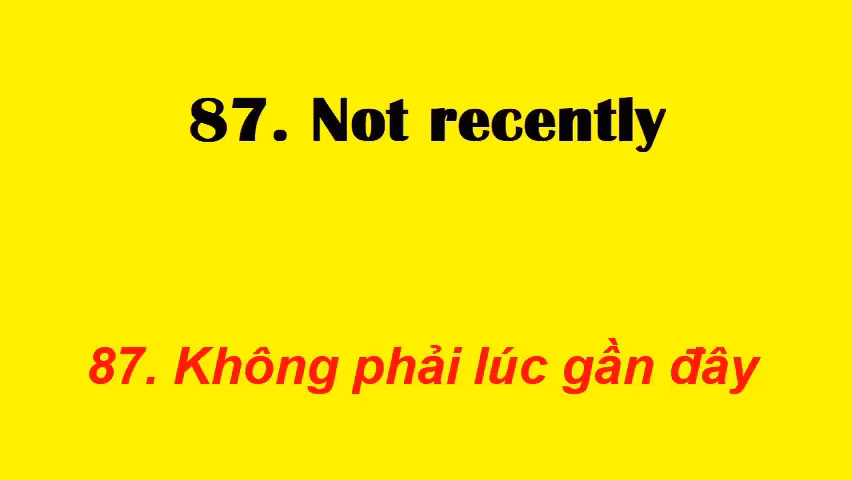 87. Not recently
87. Không phải lúc gần đây